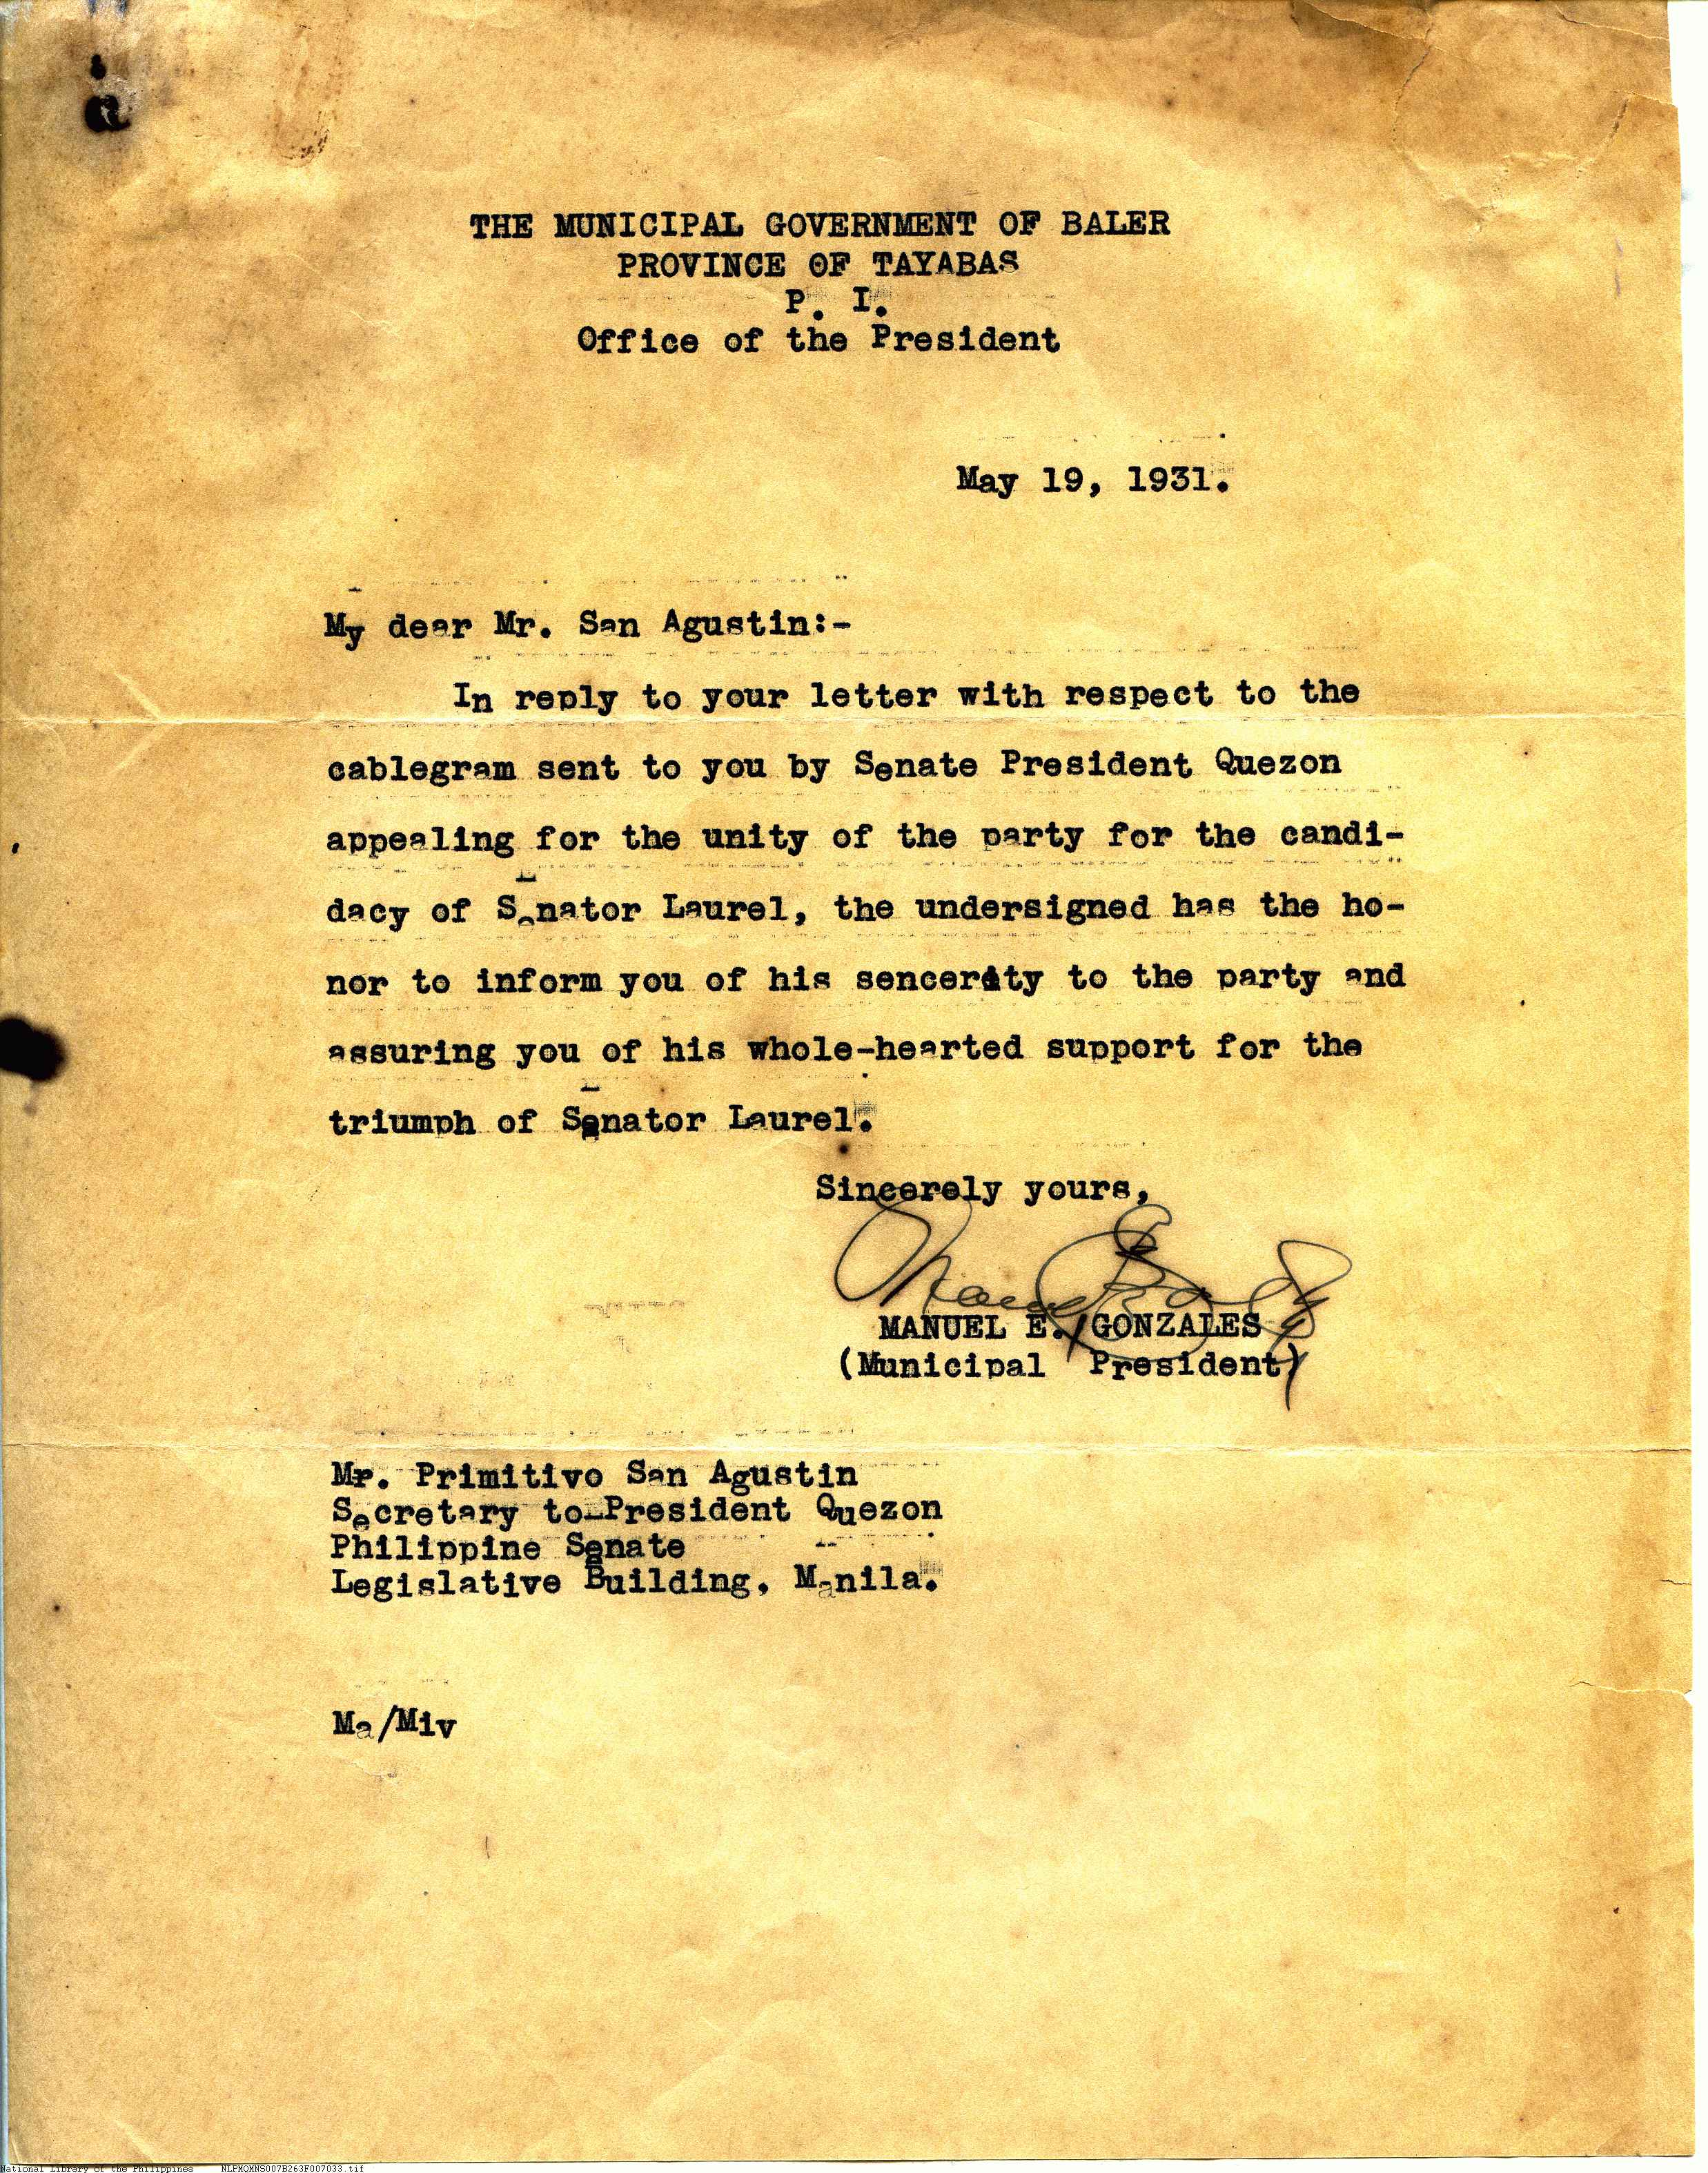 THE MUNICIPAL GOVERNMENT OF BALER
PROVINCE OF TAYABAS
P. I.
Office of the President
May 19, 1931.
My dear Mr. San Agustin:-
In reply to your letter with respect to the
cablegram sent to you by Senate President Quezon
appealing for the unity of the party for the candi-
dacy of Senator Laurel, the undersigned has the ho-
nor to inform you of his sencerity to the party and
assuring you of his whole-hearted support for the
triumph of Senator Laurel.
Sincerely yours,
MANUEL E. GONZALES
(Municipal President)
Mr. Primitivo San Agustin
Secretary to President Quezon
Philippine Senate
Legislative Building, Manila.
Ma/Miv
National Library of the Philippines NLPMQMNS007B263F007033.tif